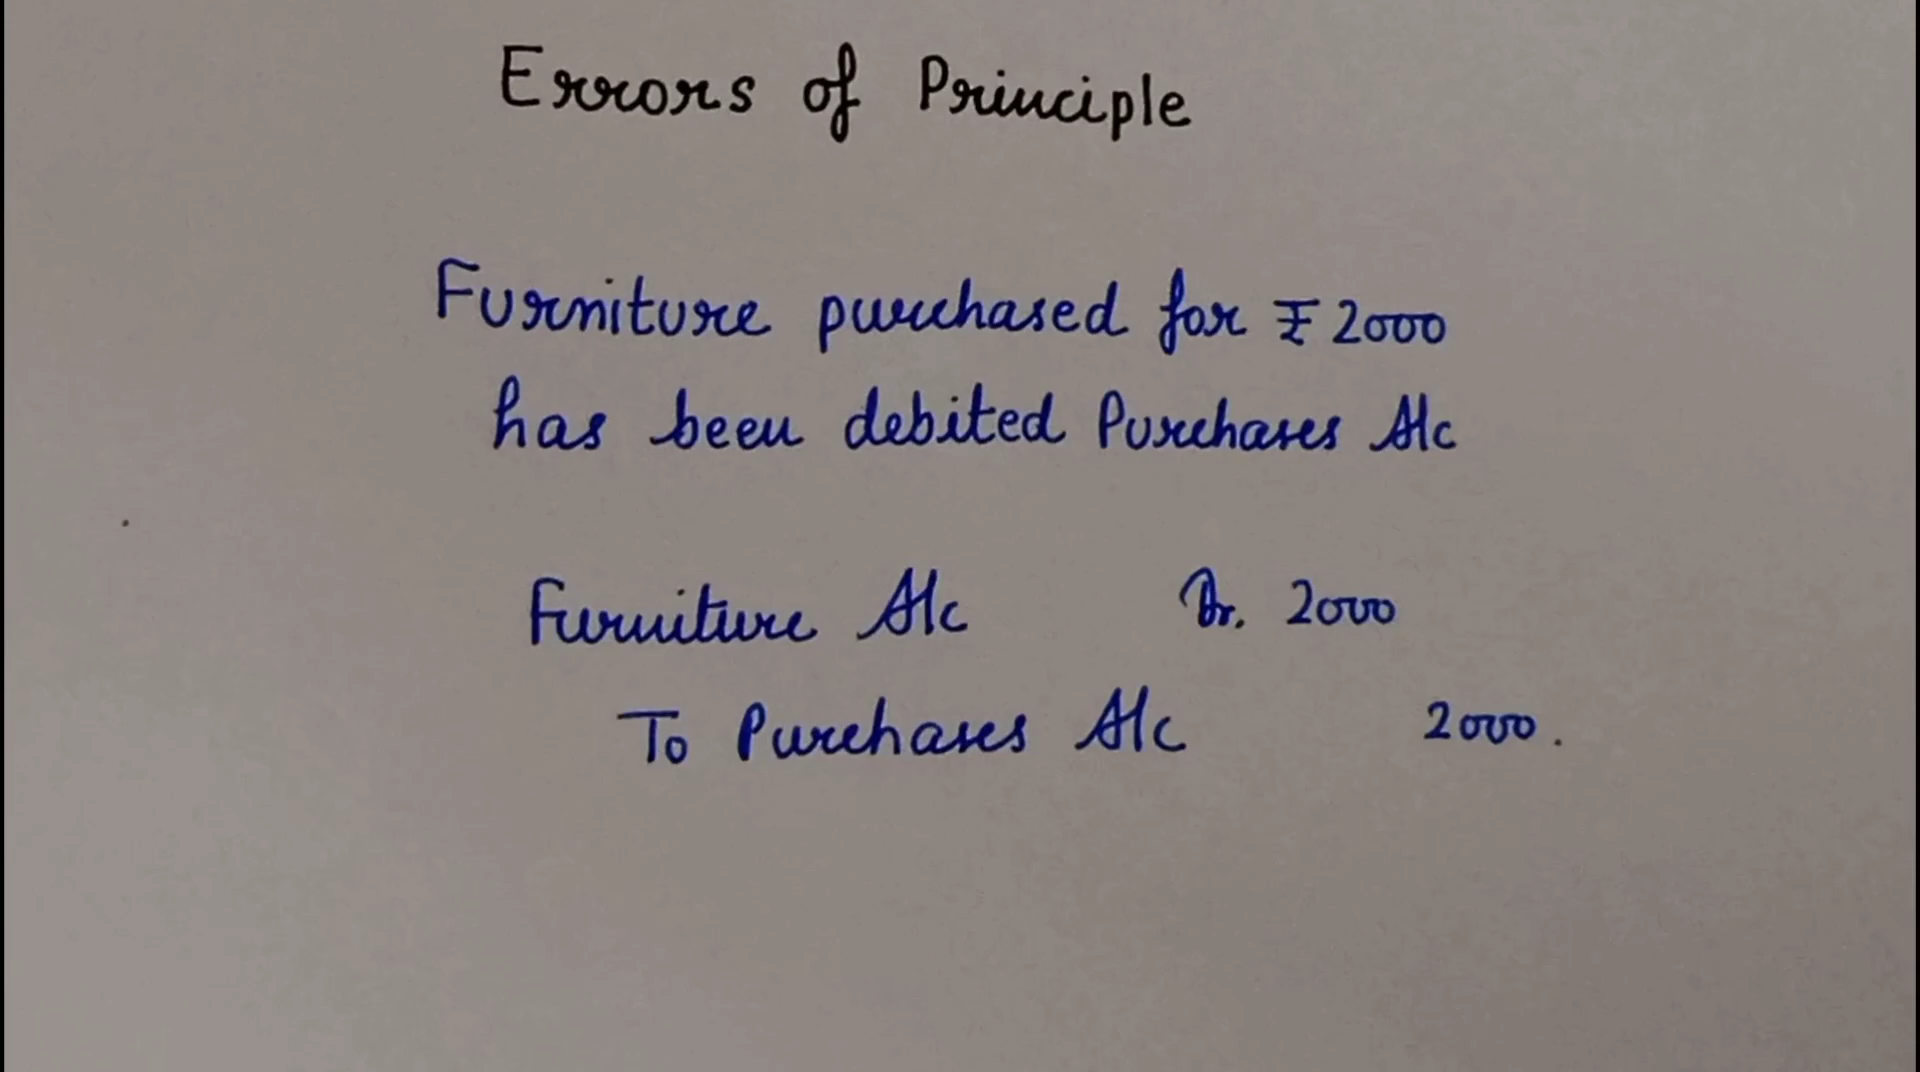 Errors of Principle
Furniture purchased for ₹ 2000
has been debited Purchases A/c
Furniture A/c Dr. 2000
To Purchases A/c 2000.